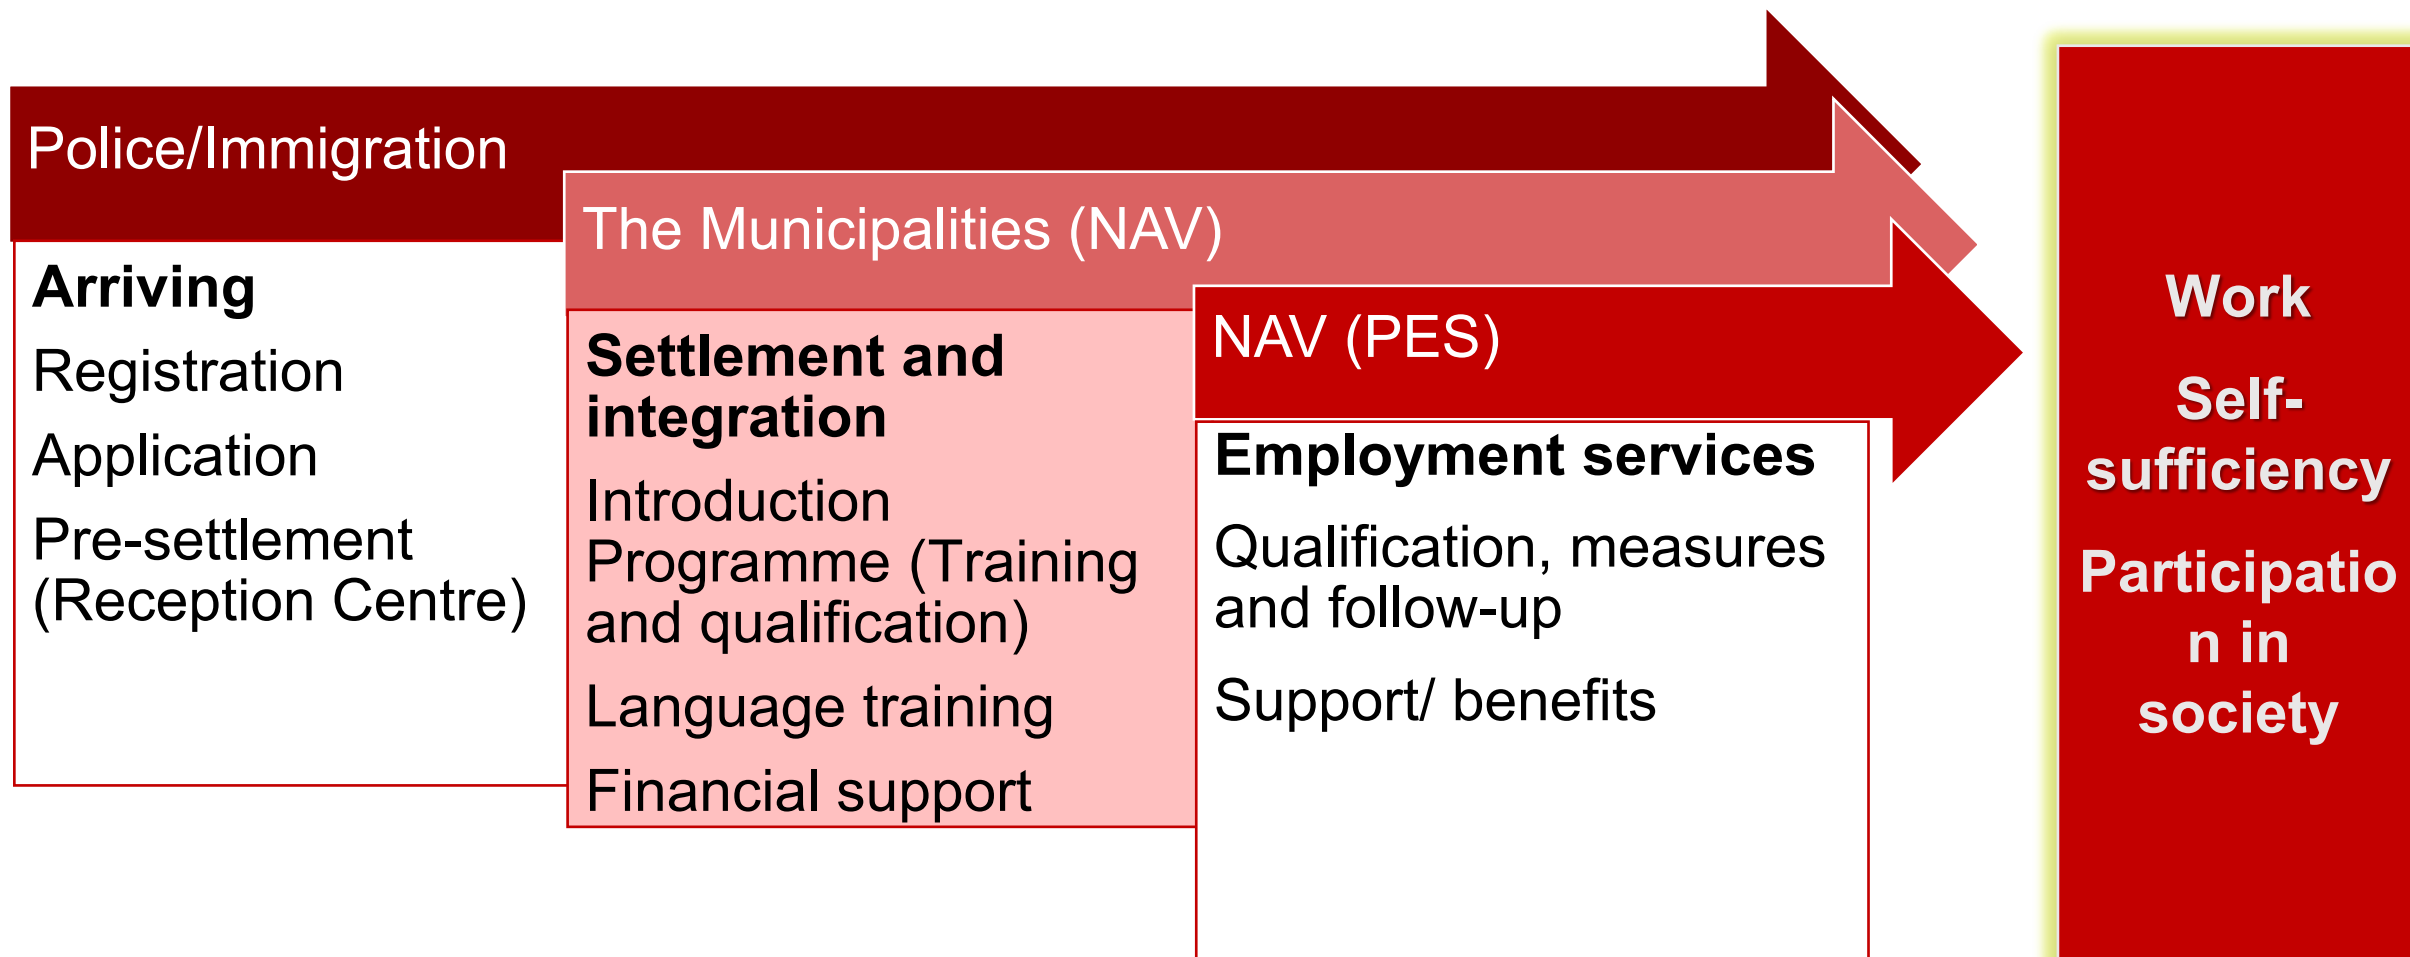 Police/Immigration
Arriving
Registration
Application
Pre-settlement
(Reception Centre)
The Municipalities (NAV)
Settlement and
integration
Introduction
Programme (Training
and qualification)
Language training
Financial support
NAV (PES)
Employment services
Qualification, measures
and follow-up
Support/ benefits
Work
Self-
sufficiency
Participatio
n in
society